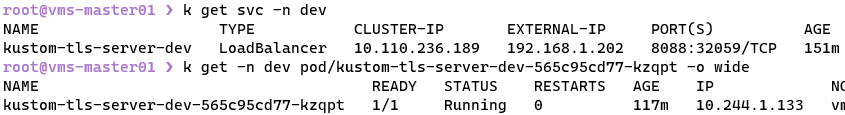 root@vms-master01 ❯ k get svc -n dev
NAME TYPE CLUSTER-IP EXTERNAL-IP PORT(S) AGE
kustom-tls-server-dev LoadBalancer 10.110.236.189 192.168.1.202 8088:32059/TCP 151m
root@vms-master01 ❯ k get -n dev pod/kustom-tls-server-dev-565c95cd77-kzqpt -o wide
NAME READY STATUS RESTARTS AGE IP NO
kustom-tls-server-dev-565c95cd77-kzqpt 1/1 Running 0 117m 10.244.1.133 vm